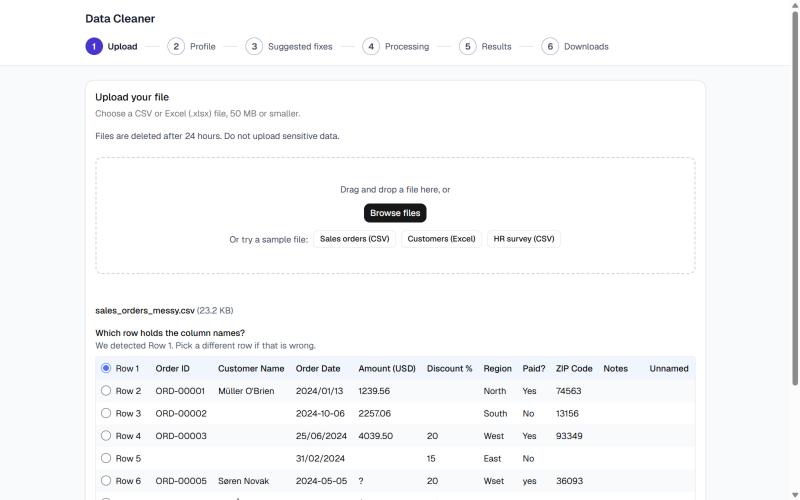 Data Cleaner
1 Upload 2 Profile 3 Suggested fixes 4 Processing 5 Results 6 Downloads
Upload your file
Choose a CSV or Excel (.xlsx) file, 50 MB or smaller.
Files are deleted after 24 hours. Do not upload sensitive data.
Drag and drop a file here, or
Browse files
Or try a sample file: Sales orders (CSV) Customers (Excel) HR survey (CSV)
sales_orders_messy.csv (23.2 KB)
Which row holds the column names?
We detected Row 1. Pick a different row if that is wrong.
Row 1 Order ID Customer Name Order Date Amount (USD) Discount % Region Paid? ZIP Code Notes Unnamed
Row 2 ORD-00001 Müller O'Brien 2024/01/13 1239.56 North Yes 74563
Row 3 ORD-00002 2024-10-06 2257.06 South No 13156
Row 4 ORD-00003 25/06/2024 4039.50 20 West Yes 93349
Row 5 31/02/2024 15 East No
Row 6 ORD-00005 Søren Novak 2024-05-05 ? 20 Wset yes 36093